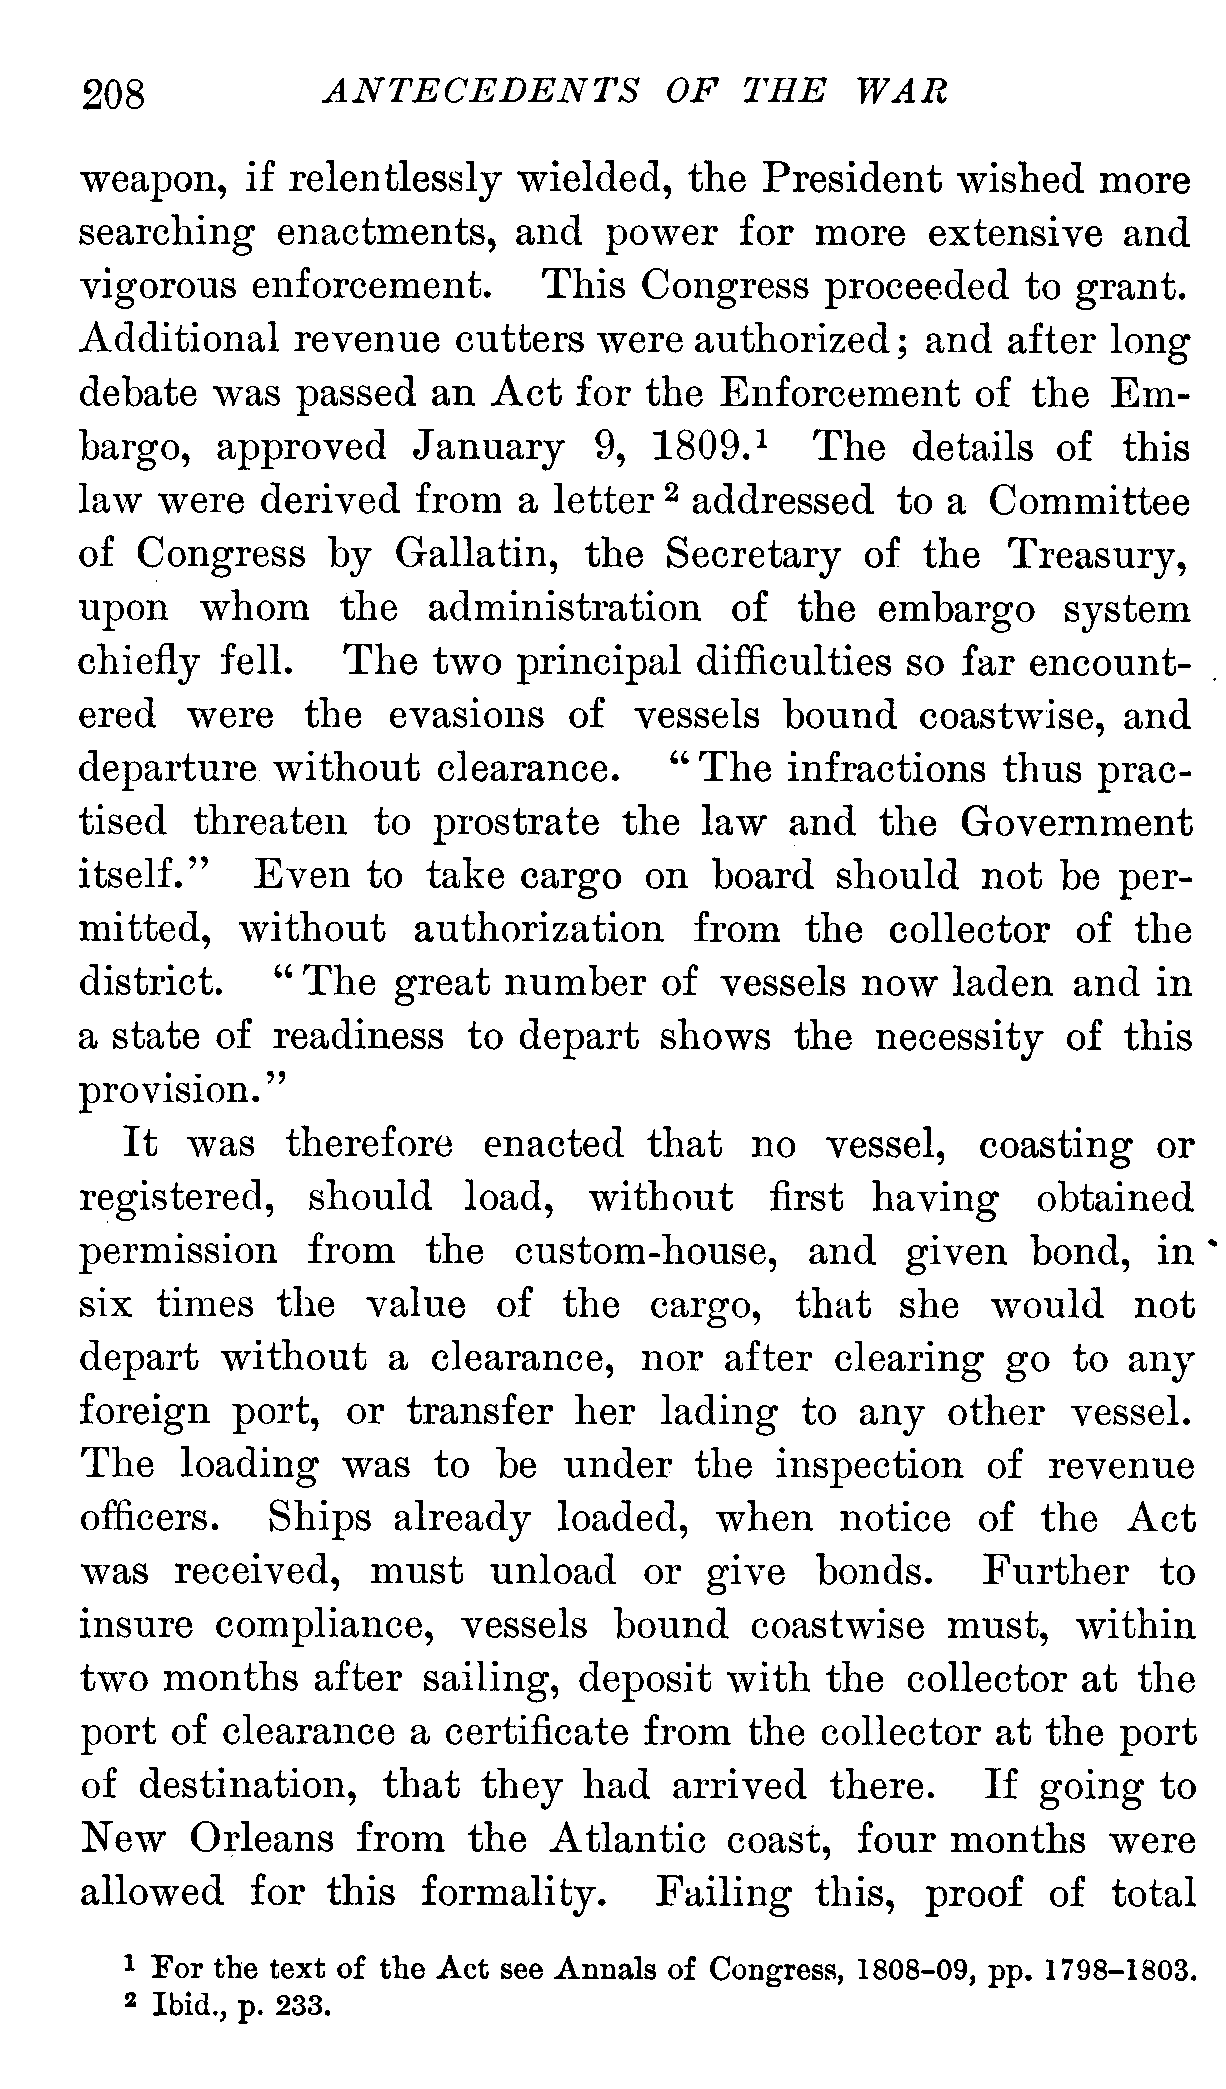 208 ANTECEDENTS OF THE WAR
weapon, if relentlessly wielded, the President wished more
searching enactments, and power for more extensive and
vigorous enforcement. This Congress proceeded to grant.
Additional revenue cutters were authorized; and after long
debate was passed an Act for the Enforcement of the Em-
bargo, approved January 9, 1809.¹ The details of this
law were derived from a letter ² addressed to a Committee
of Congress by Gallatin, the Secretary of the Treasury,
upon whom the administration of the embargo system
chiefly fell. The two principal difficulties so far encount-
ered were the evasions of vessels bound coastwise, and
departure without clearance. “The infractions thus prac-
tised threaten to prostrate the law and the Government
itself.” Even to take cargo on board should not be per-
mitted, without authorization from the collector of the
district. “The great number of vessels now laden and in
a state of readiness to depart shows the necessity of this
provision.”
It was therefore enacted that no vessel, coasting or
registered, should load, without first having obtained
permission from the custom-house, and given bond, in
six times the value of the cargo, that she would not
depart without a clearance, nor after clearing go to any
foreign port, or transfer her lading to any other vessel.
The loading was to be under the inspection of revenue
officers. Ships already loaded, when notice of the Act
was received, must unload or give bonds. Further to
insure compliance, vessels bound coastwise must, within
two months after sailing, deposit with the collector at the
port of clearance a certificate from the collector at the port
of destination, that they had arrived there. If going to
New Orleans from the Atlantic coast, four months were
allowed for this formality. Failing this, proof of total
¹ For the text of the Act see Annals of Congress, 1808–09, pp. 1798–1803.
² Ibid., p. 233.